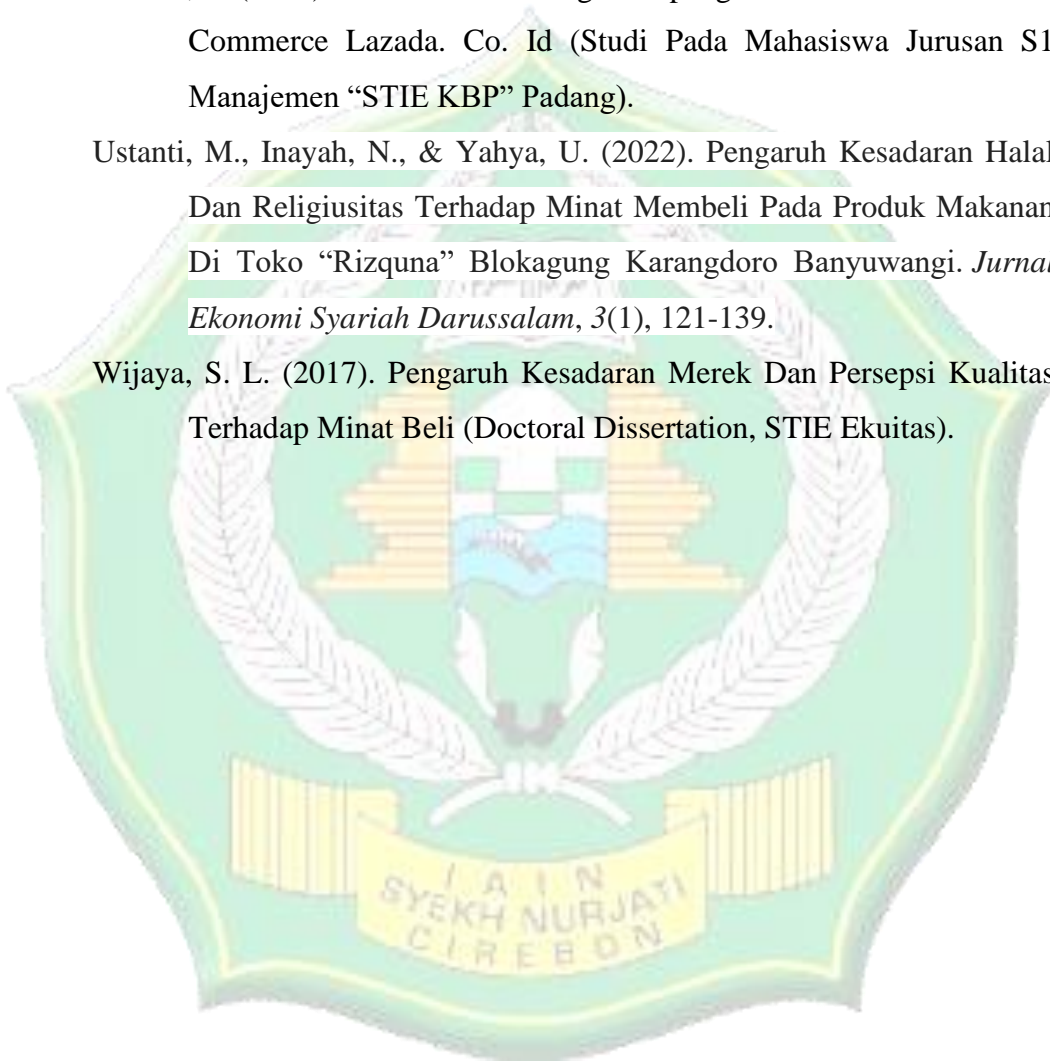 Commerce Lazada. Co. Id (Studi Pada Mahasiswa Jurusan S1
Manajemen “STIE KBP” Padang).
Ustanti, M., Inayah, N., & Yahya, U. (2022). Pengaruh Kesadaran Halal
Dan Religiusitas Terhadap Minat Membeli Pada Produk Makanan
Di Toko “Rizquna” Blokagung Karangdoro Banyuwangi. Jurnal
Ekonomi Syariah Darussalam, 3(1), 121-139.
Wijaya, S. L. (2017). Pengaruh Kesadaran Merek Dan Persepsi Kualitas
Terhadap Minat Beli (Doctoral Dissertation, STIE Ekuitas).
IAIN
SYEKH NURJATI
CIREBON